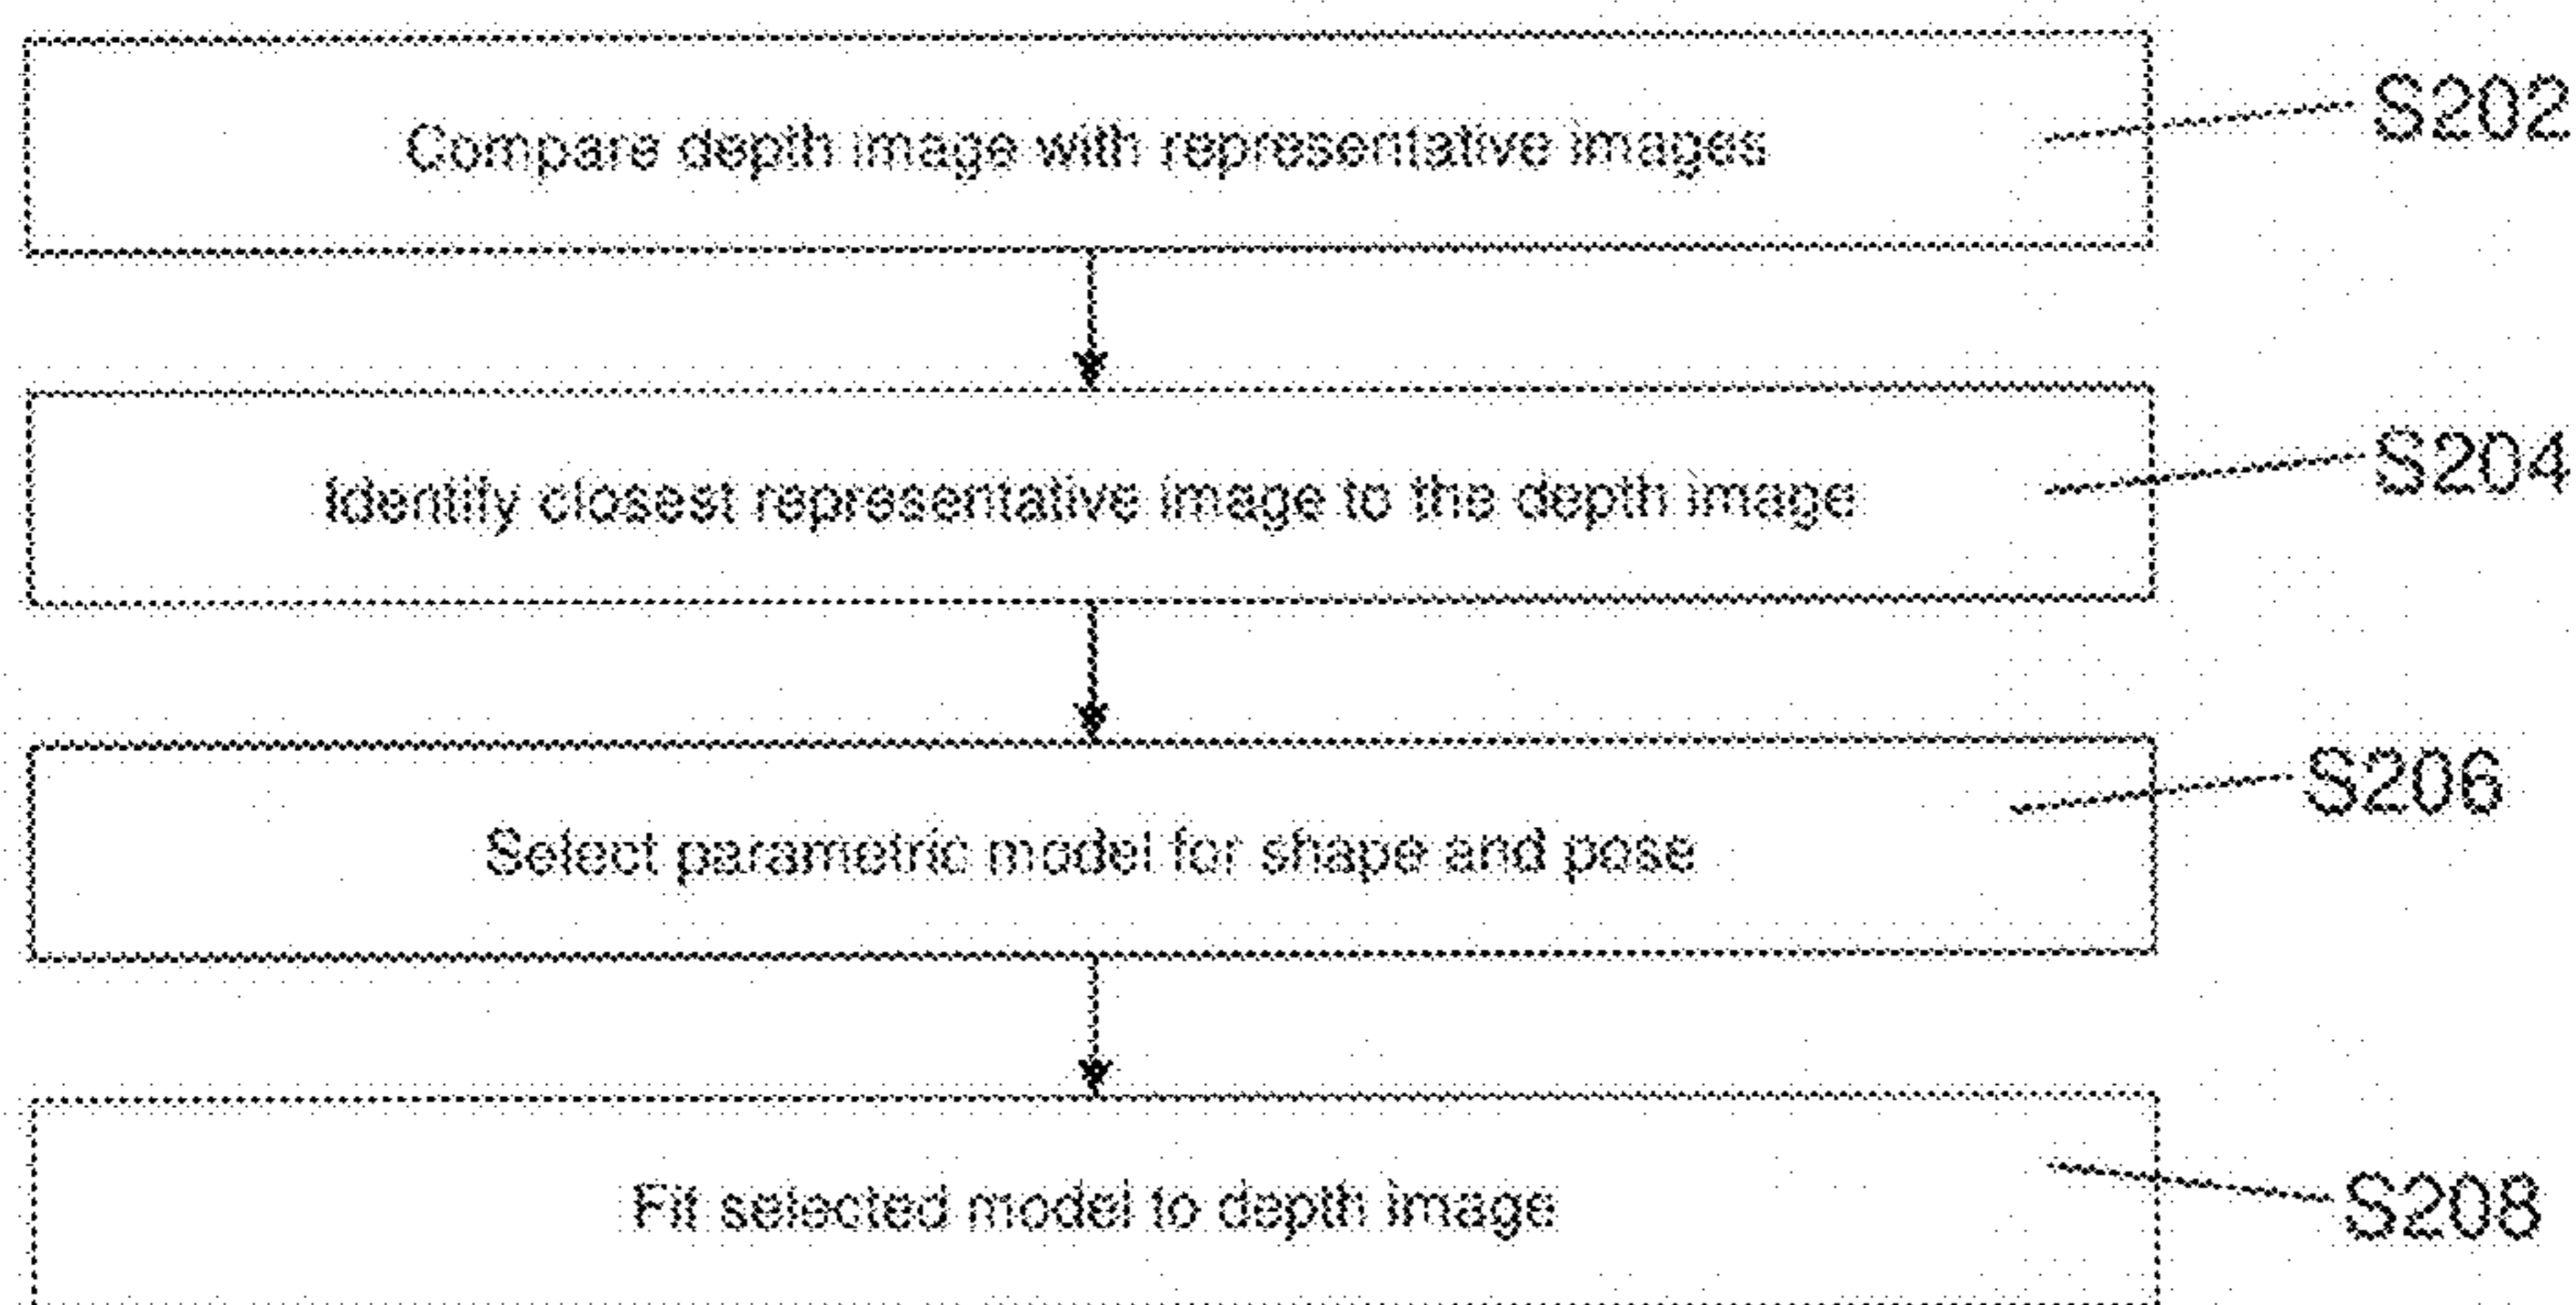 Compare depth image with representative images
S202
Identify closest representative image to the depth image
S204
Select parametric model for shape and pose
S206
Fit selected model to depth image
S208